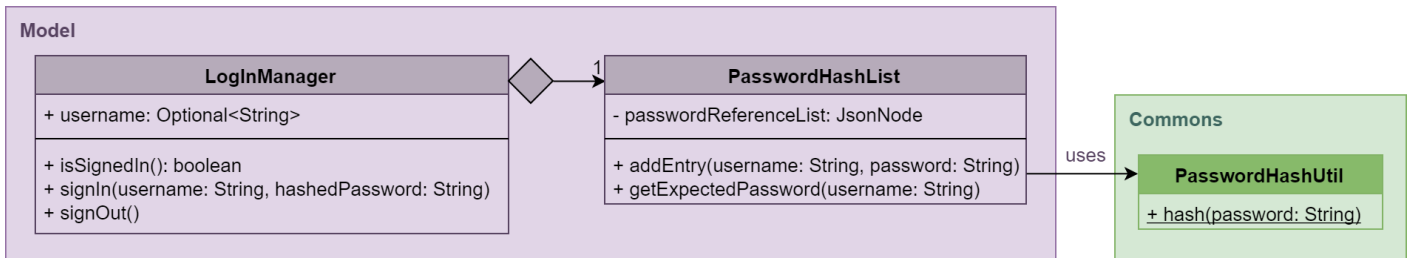 Model
LogInManager
+ username: Optional<String>
+ isSignedIn(): boolean
+ signIn(username: String, hashedPassword: String)
+ signOut()
1
PasswordHashList
- passwordReferenceList: JsonNode
+ addEntry(username: String, password: String)
+ getExpectedPassword(username: String)
uses
Commons
PasswordHashUtil
+ hash(password: String)